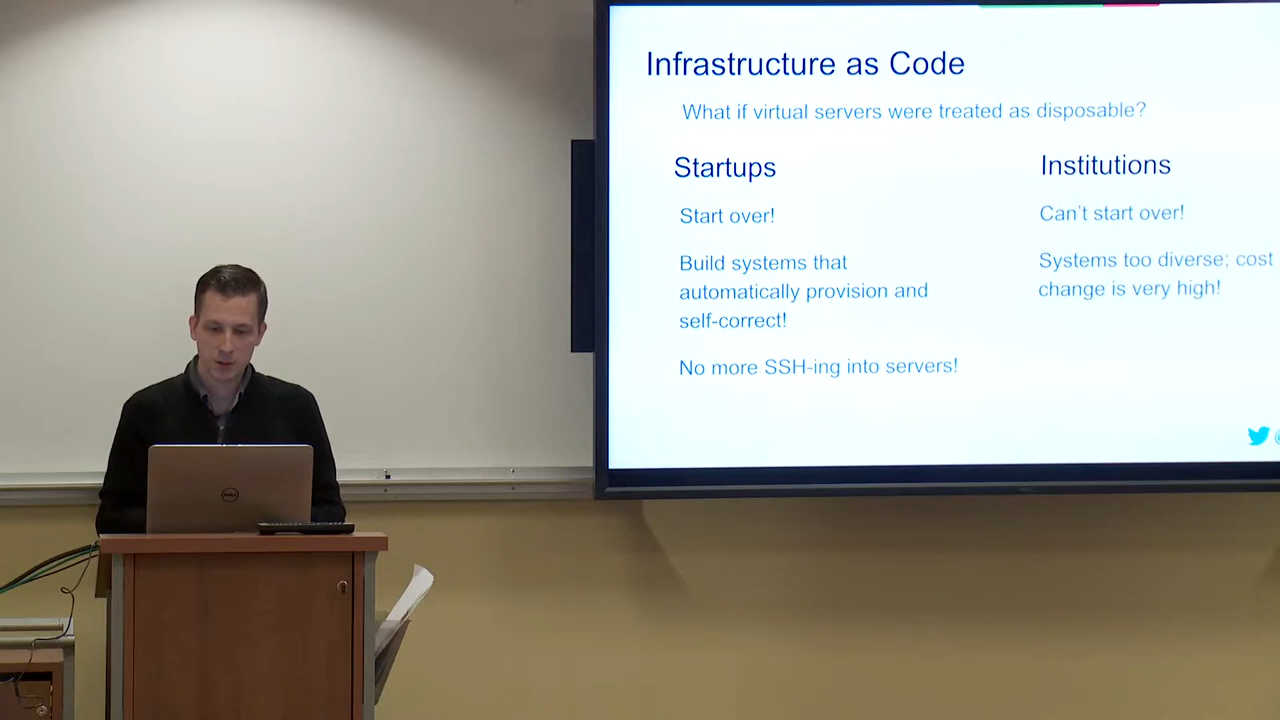 Infrastructure as Code
What if virtual servers were treated as disposable?
Startups
Start over!
Build systems that
automatically provision and
self-correct!
No more SSH-ing into servers!
Institutions
Can't start over!
Systems too diverse; cost
change is very high!
DELL